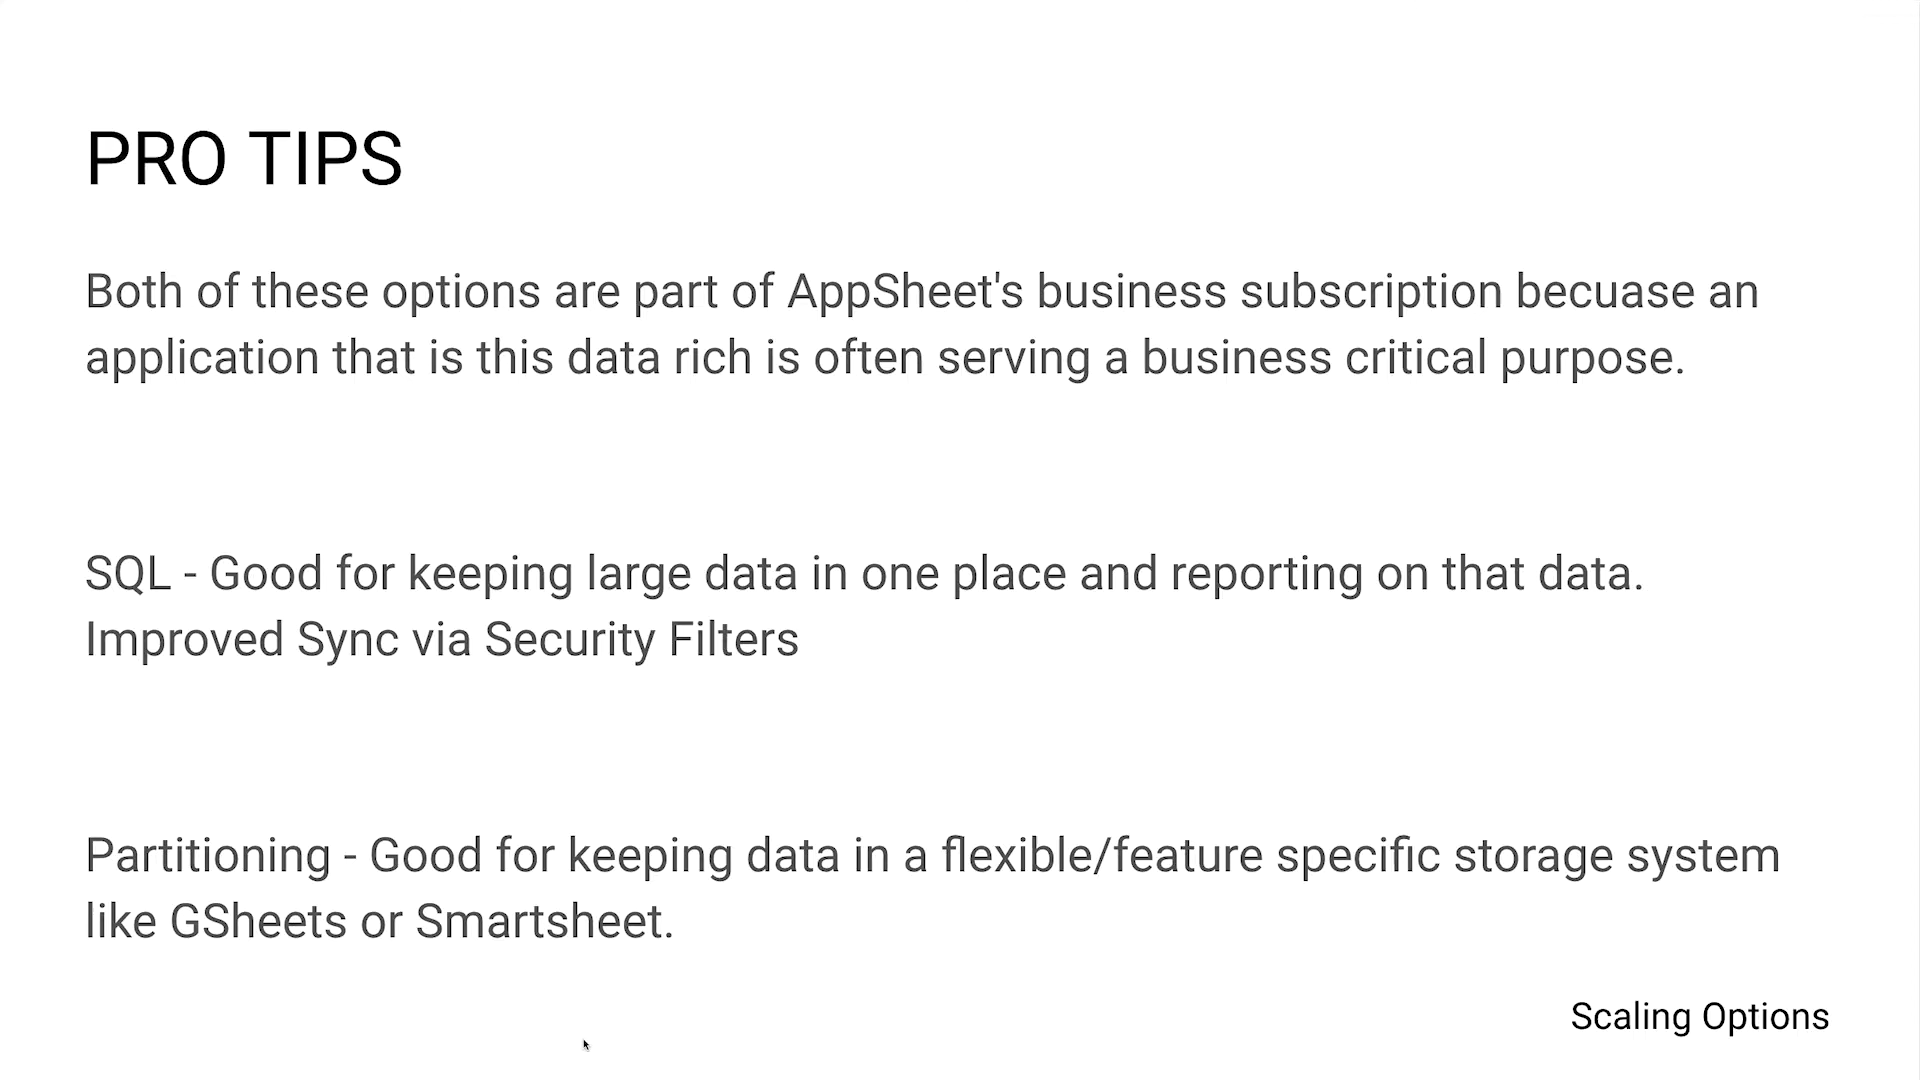 PRO TIPS
Both of these options are part of AppSheet's business subscription becuase an
application that is this data rich is often serving a business critical purpose.
SQL - Good for keeping large data in one place and reporting on that data.
Improved Sync via Security Filters
Partitioning - Good for keeping data in a flexible/feature specific storage system
like GSheets or Smartsheet.
Scaling Options